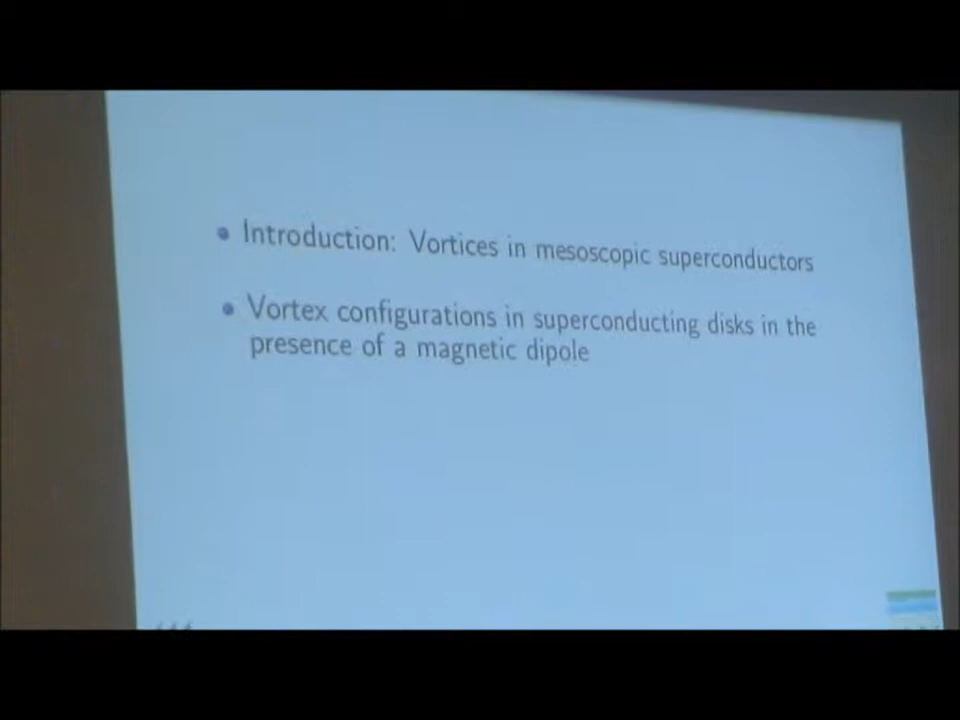 Introduction: Vortices in mesoscopic superconductors
Vortex configurations in superconducting disks in the
presence of a magnetic dipole